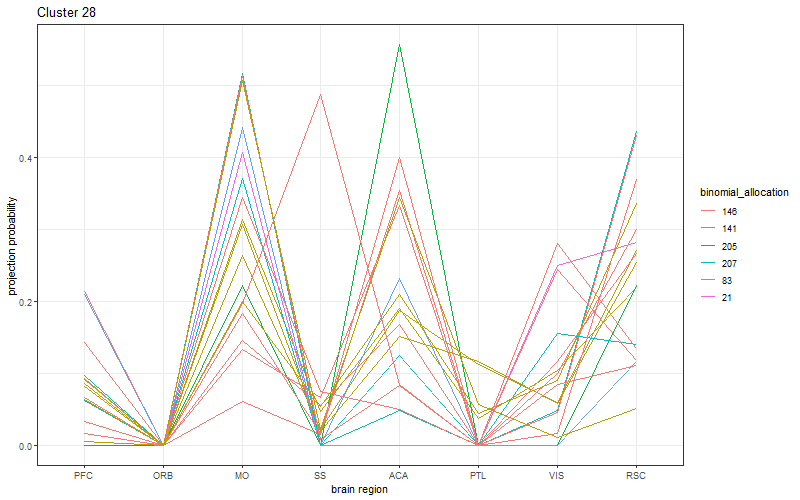 Cluster 28
projection probability
0.4
0.2
0.0
PFC ORB MO SS ACA PTL VIS RSC
brain region
binomial_allocation
146
141
205
207
83
21